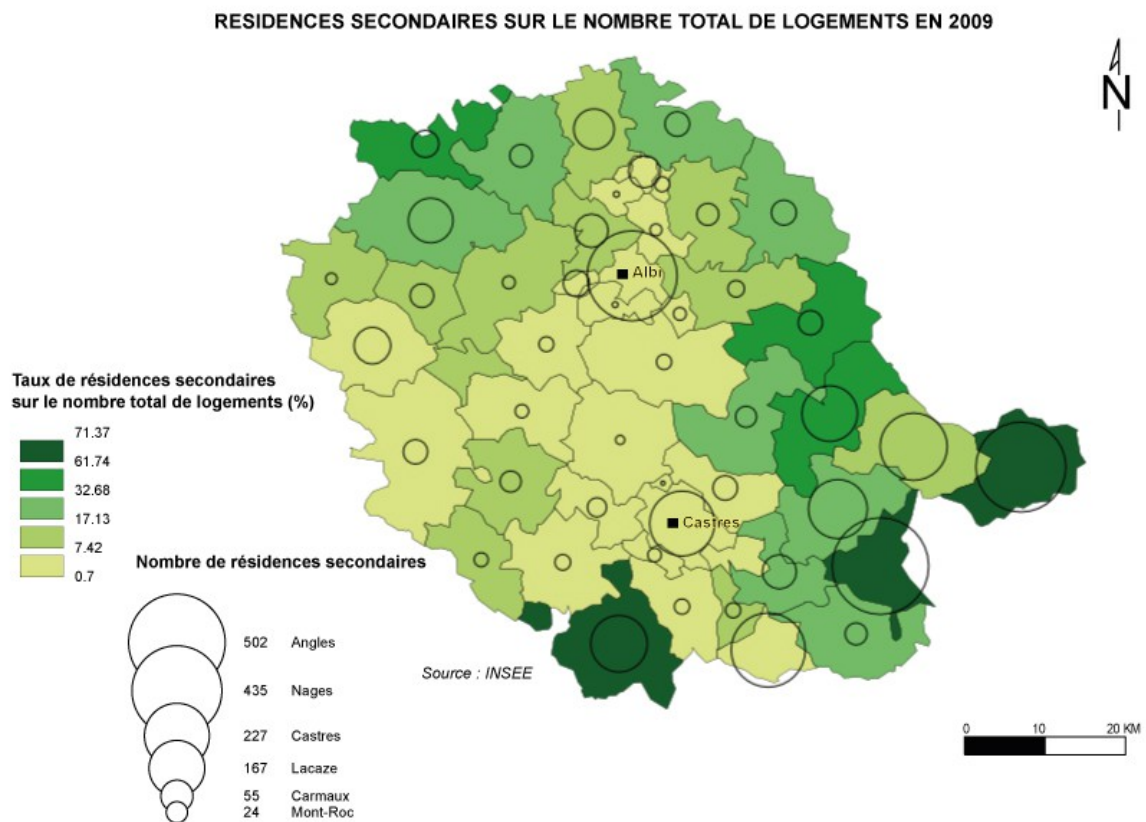 RESIDENCES SECONDAIRES SUR LE NOMBRE TOTAL DE LOGEMENTS EN 2009
N
Albi
Castres
Taux de résidences secondaires
sur le nombre total de logements (%)
71.37
61.74
32.68
17.13
7.42
0.7
Nombre de résidences secondaires
502 Angles
435 Nages
227 Castres
167 Lacaze
55 Carmaux
24 Mont-Roc
Source : INSEE
0 10 20 KM